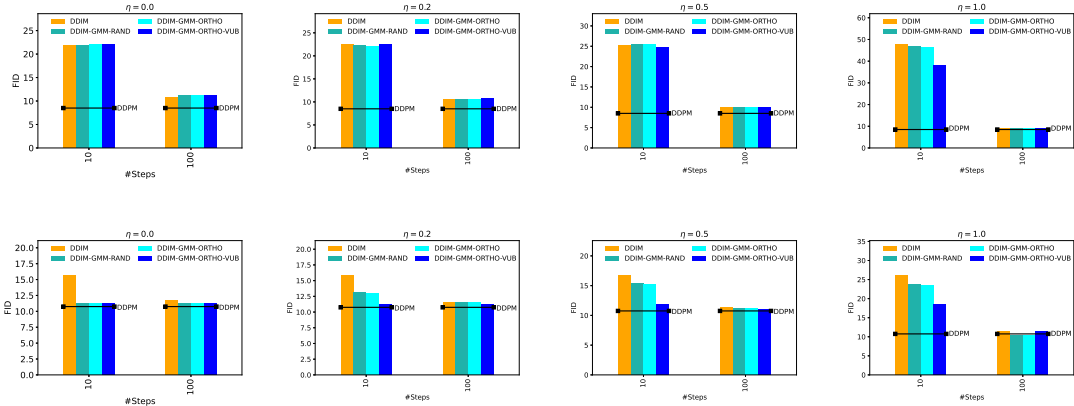 η = 0.0
DDIM
DDIM-GMM-ORTHO
DDIM-GMM-RAND
DDIM-GMM-ORTHO-VUB
FID
25
20
15
10
5
0
DDPM
DDPM
10
100
#Steps
η = 0.2
DDIM
DDIM-GMM-ORTHO
DDIM-GMM-RAND
DDIM-GMM-ORTHO-VUB
FID
25
20
15
10
5
0
DDPM
DDPM
10
100
#Steps
η = 0.5
DDIM
DDIM-GMM-ORTHO
DDIM-GMM-RAND
DDIM-GMM-ORTHO-VUB
FID
30
25
20
15
10
5
0
DDPM
DDPM
10
100
#Steps
η = 1.0
DDIM
DDIM-GMM-ORTHO
DDIM-GMM-RAND
DDIM-GMM-ORTHO-VUB
FID
60
50
40
30
20
10
0
DDPM
DDPM
10
100
#Steps
η = 0.0
DDIM
DDIM-GMM-ORTHO
DDIM-GMM-RAND
DDIM-GMM-ORTHO-VUB
FID
20.0
17.5
15.0
12.5
10.0
7.5
5.0
2.5
0.0
DDPM
DDPM
10
100
#Steps
η = 0.2
DDIM
DDIM-GMM-ORTHO
DDIM-GMM-RAND
DDIM-GMM-ORTHO-VUB
FID
20.0
17.5
15.0
12.5
10.0
7.5
5.0
2.5
0.0
DDPM
DDPM
10
100
#Steps
η = 0.5
DDIM
DDIM-GMM-ORTHO
DDIM-GMM-RAND
DDIM-GMM-ORTHO-VUB
FID
20
15
10
5
0
DDPM
DDPM
10
100
#Steps
η = 1.0
DDIM
DDIM-GMM-ORTHO
DDIM-GMM-RAND
DDIM-GMM-ORTHO-VUB
FID
35
30
25
20
15
10
5
0
DDPM
DDPM
10
100
#Steps